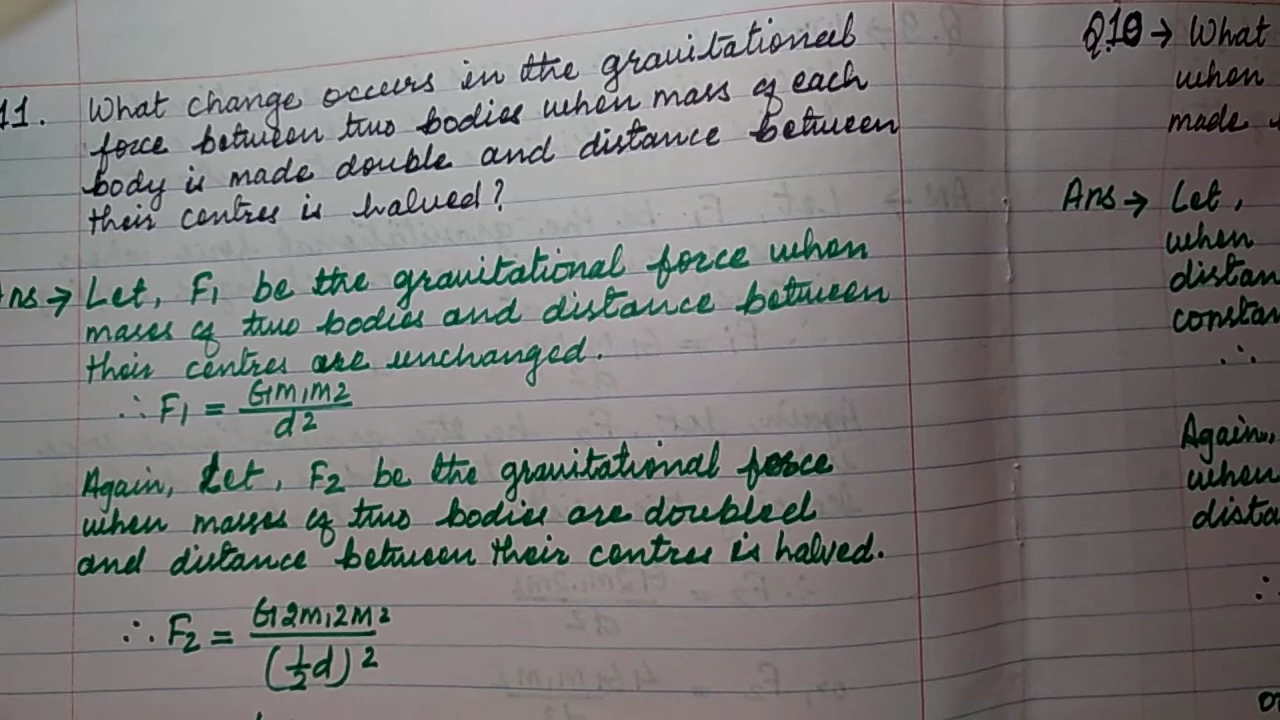 11. What change occurs in the gravitational
force between two bodies when mass of each
body is made double and distance between
their centres is halved?
Ans → Let, F1 be the gravitational force when
masses of two bodies and distance between
their centres are unchanged.
∴ F1 = Gm1m2
d2
Again, Let, F2 be the gravitational force
when masses of two bodies are doubled
and distance between their centres is halved.
∴ F2 = G2m12m2
(1/2 d)2
Q.10 → What
when
made
Ans → Let,
when
distan
constan
∴
Again,
when
dista
∴